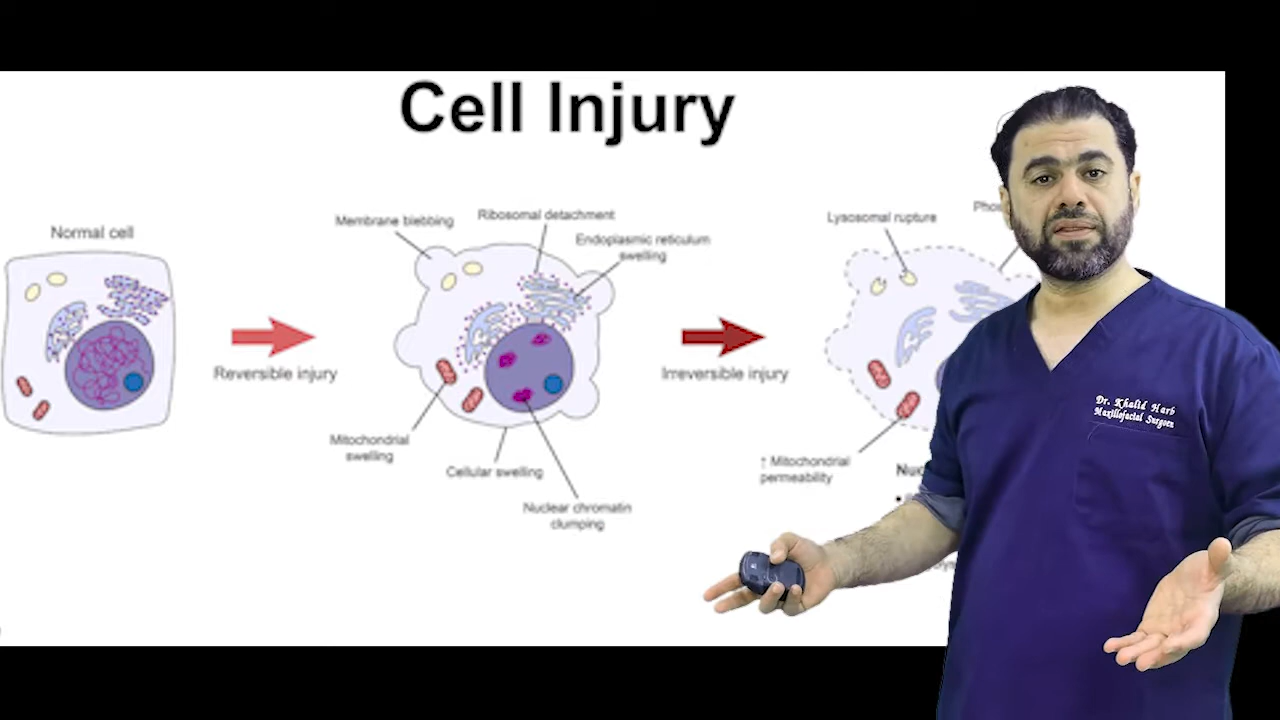 Cell Injury
Normal cell
Reversible injury
Membrane blebbing
Ribosomal detachment
Endoplasmic reticulum
swelling
Mitochondrial
swelling
Cellular swelling
Nuclear chromatin
clumping
Irreversible injury
Lysosomal rupture
↑ Mitochondrial
permeability
Dr. Khalid Harb
Maxillofacial Surgeon